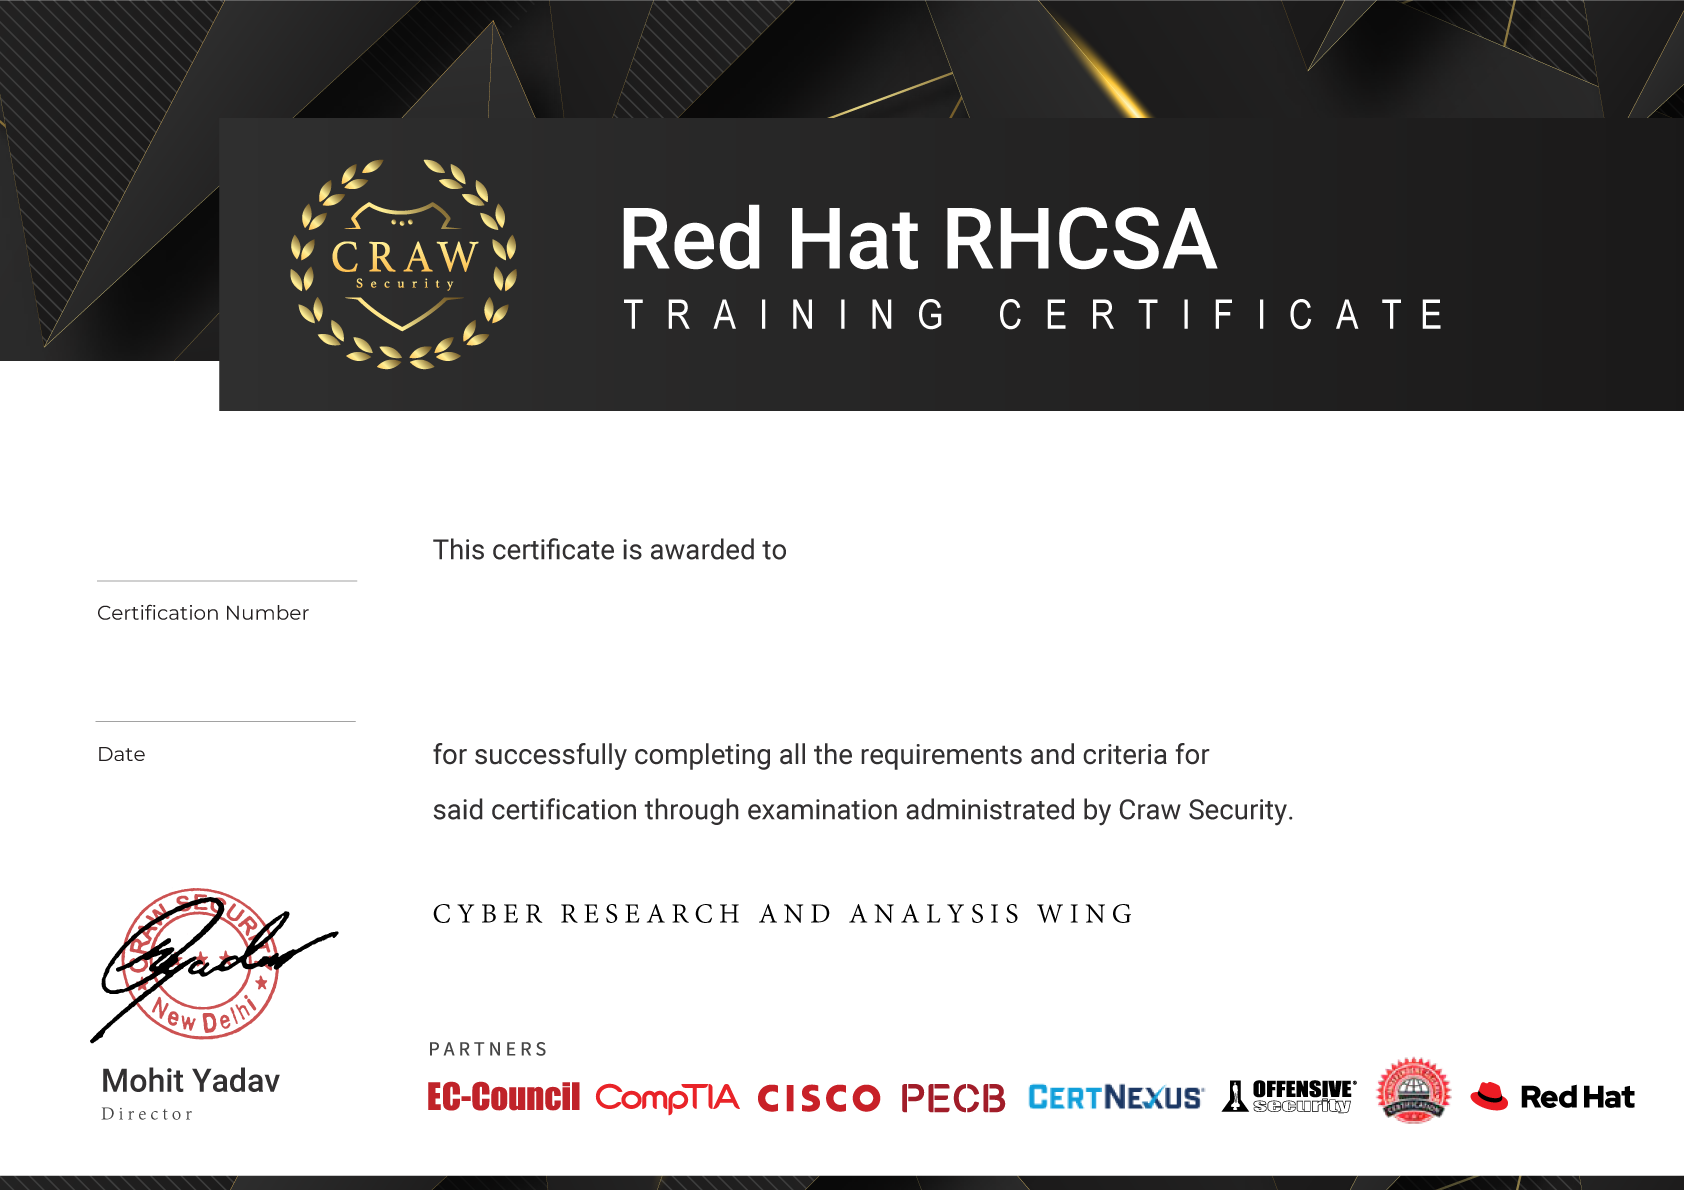 CRAW
Security
Red Hat RHCSA
TRAINING CERTIFICATE
This certificate is awarded to
Certification Number
Date
for successfully completing all the requirements and criteria for
said certification through examination administrated by Craw Security.
CRAW SECURITY
New Delhi
CYBER RESEARCH AND ANALYSIS WING
Mohit Yadav
Director
PARTNERS
EC-Council CompTIA CISCO PECB CERTNEXUS OFFENSIVE security CERTIFICATION Red Hat